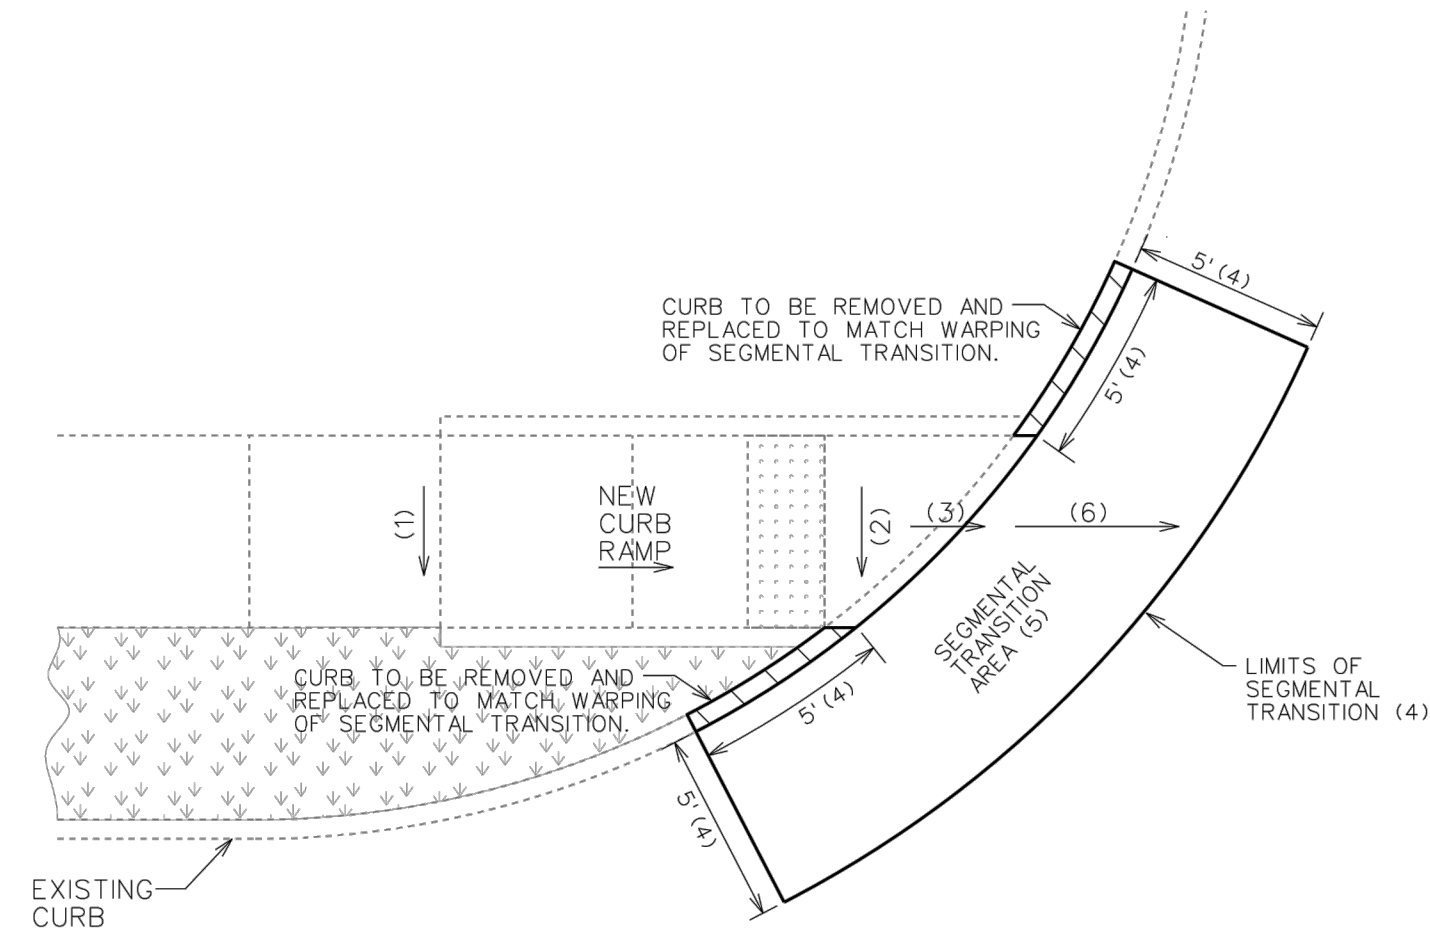 5' (4)
CURB TO BE REMOVED AND
REPLACED TO MATCH WARPING
OF SEGMENTAL TRANSITION.
5' (4)
(1)
NEW
CURB
RAMP
(2)
(3)
(6)
SEGMENTAL
TRANSITION
AREA (5)
CURB TO BE REMOVED AND
REPLACED TO MATCH WARPING
OF SEGMENTAL TRANSITION.
5' (4)
LIMITS OF
SEGMENTAL
TRANSITION (4)
5' (4)
EXISTING
CURB